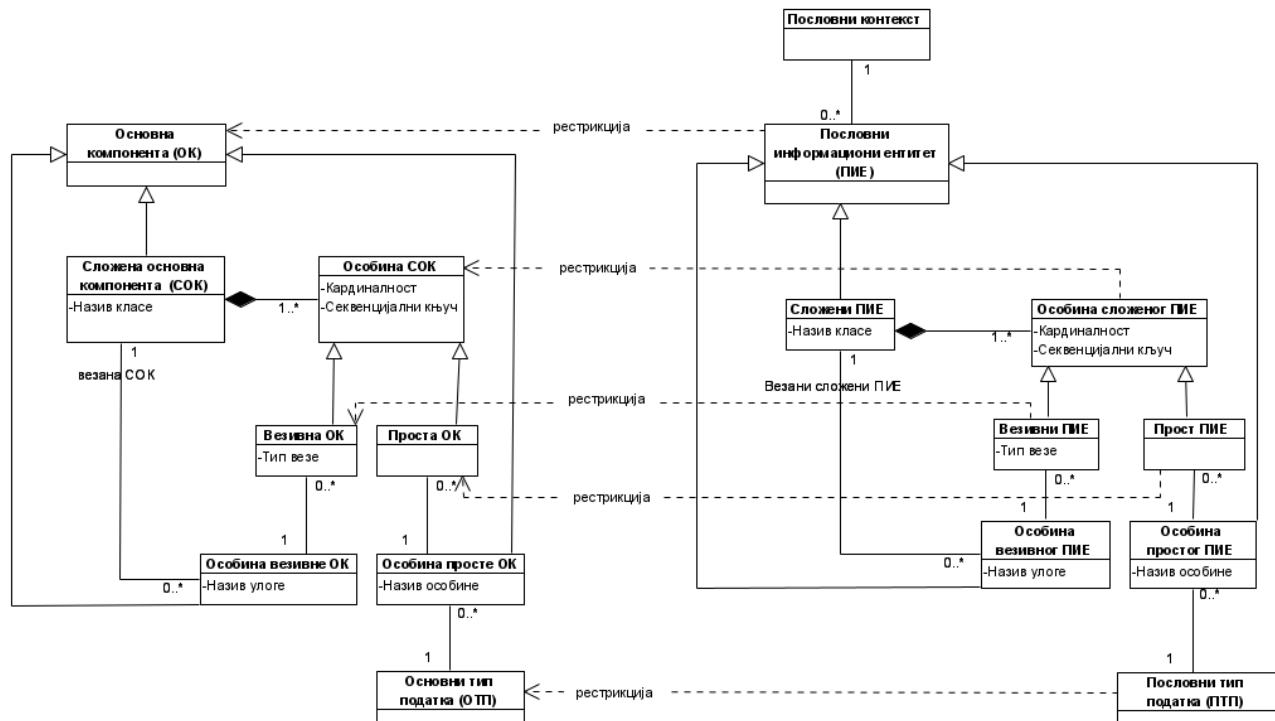 Пословни контекст
1
0..*
рестрикција
Основна
компонента (ОК)
Пословни
информациони ентитет
(ПИЕ)
Сложена основна
компонента (СОК)
-Назив класе
1..*
Особина СОК
-Кардиналност
-Секвенцијални књуч
рестрикција
Сложени ПИЕ
-Назив класе
1..*
Особина сложеног ПИЕ
-Кардиналност
-Секвенцијални кључ
1
везана СОК
1
Везани сложени ПИЕ
рестрикција
Везивна ОК
-Тип везе
Проста ОК
Везивни ПИЕ
-Тип везе
Прост ПИЕ
0..*
0..*
рестрикција
0..*
0..*
1
1
1
1
Особина везивне ОК
-Назив улоге
0..*
Особина просте ОК
-Назив особине
0..*
Особина
везивног ПИЕ
-Назив улоге
0..*
Особина
простог ПИЕ
-Назив особине
0..*
1
1
Основни тип
податка (ОТП)
рестрикција
Пословни тип
податка (ПТП)